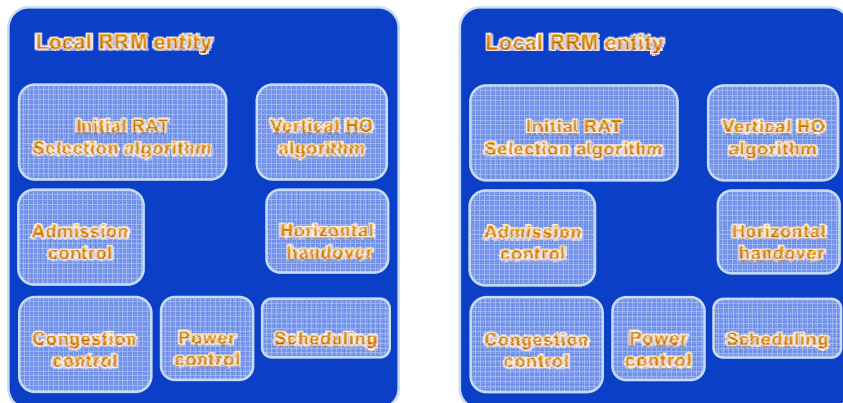 Local RRM entity
Initial RAT
Selection algorithm
Vertical HO
algorithm
Admission
control
Horizontal
handover
Congestion
control
Power
control
Scheduling
Local RRM entity
Initial RAT
Selection algorithm
Vertical HO
algorithm
Admission
control
Horizontal
handover
Congestion
control
Power
control
Scheduling